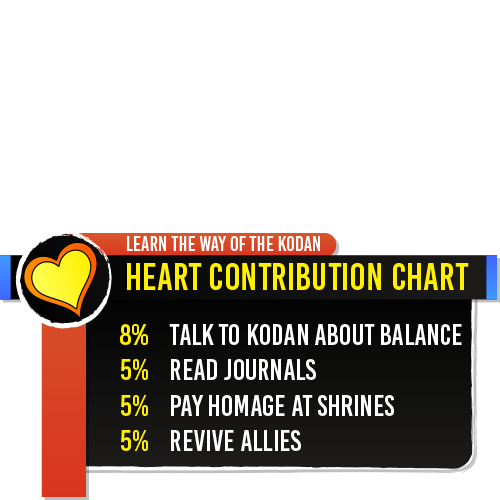 LEARN THE WAY OF THE KODAN
HEART CONTRIBUTION CHART
8% TALK TO KODAN ABOUT BALANCE
5% READ JOURNALS
5% PAY HOMAGE AT SHRINES
5% REVIVE ALLIES